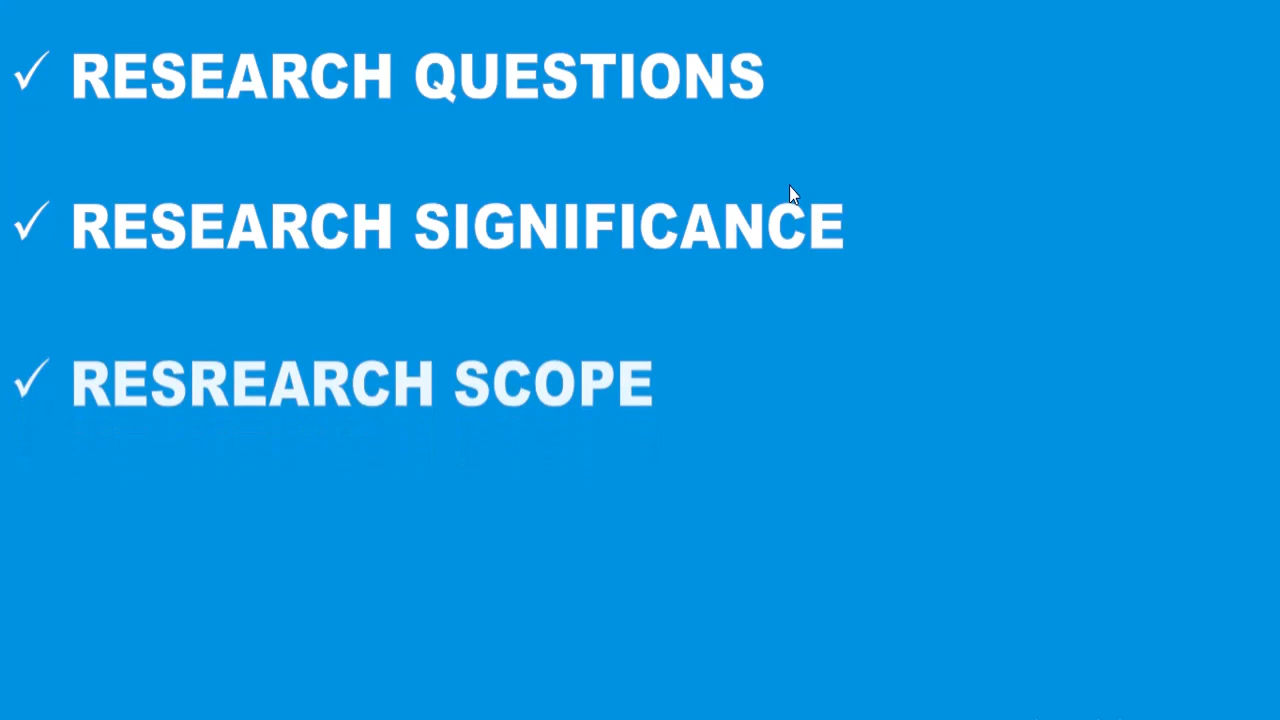 ✓ RESEARCH QUESTIONS
✓ RESEARCH SIGNIFICANCE
✓ RESREARCH SCOPE